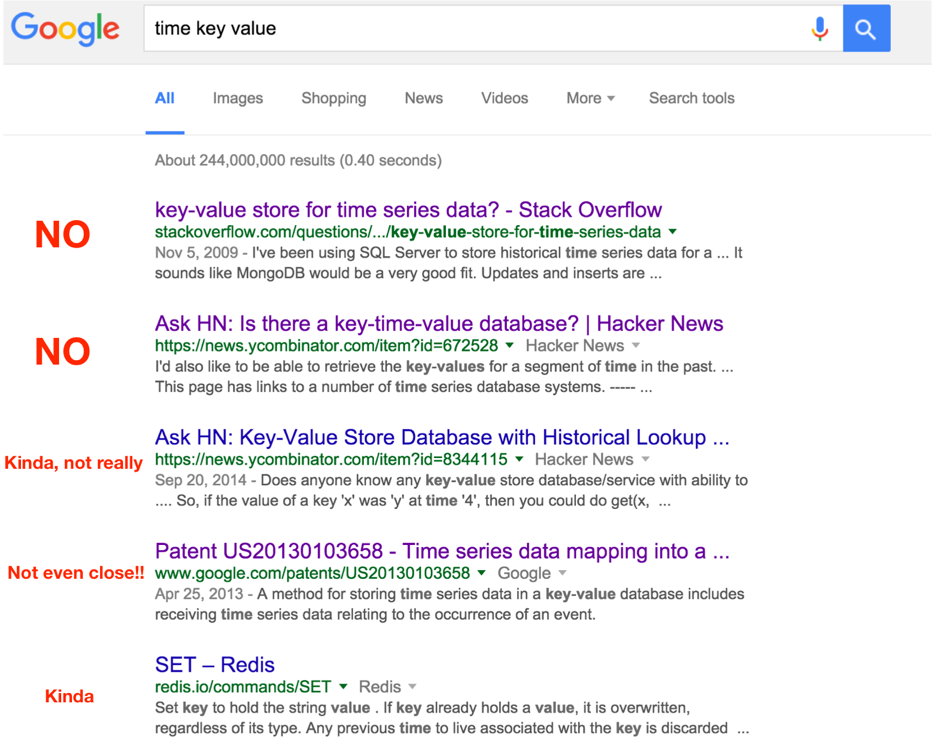 Google
time key value
All Images Shopping News Videos More Search tools
About 244,000,000 results (0.40 seconds)
NO
key-value store for time series data? - Stack Overflow
stackoverflow.com/questions/.../key-value-store-for-time-series-data
Nov 5, 2009 - I've been using SQL Server to store historical time series data for a ... It
sounds like MongoDB would be a very good fit. Updates and inserts are ...
NO
Ask HN: Is there a key-time-value database? | Hacker News
https://news.ycombinator.com/item?id=672528 Hacker News
I'd also like to be able to retrieve the key-values for a segment of time in the past. ...
This page has links to a number of time series database systems. ----- ...
Kinda, not really
Ask HN: Key-Value Store Database with Historical Lookup ...
https://news.ycombinator.com/item?id=8344115 Hacker News
Sep 20, 2014 - Does anyone know any key-value store database/service with ability to
.... So, if the value of a key 'x' was 'y' at time '4', then you could do get(x, ...
Not even close!!
Patent US20130103658 - Time series data mapping into a ...
www.google.com/patents/US20130103658 Google
Apr 25, 2013 - A method for storing time series data in a key-value database includes
receiving time series data relating to the occurrence of an event.
Kinda
SET – Redis
redis.io/commands/SET Redis
Set key to hold the string value . If key already holds a value, it is overwritten,
regardless of its type. Any previous time to live associated with the key is discarded ...